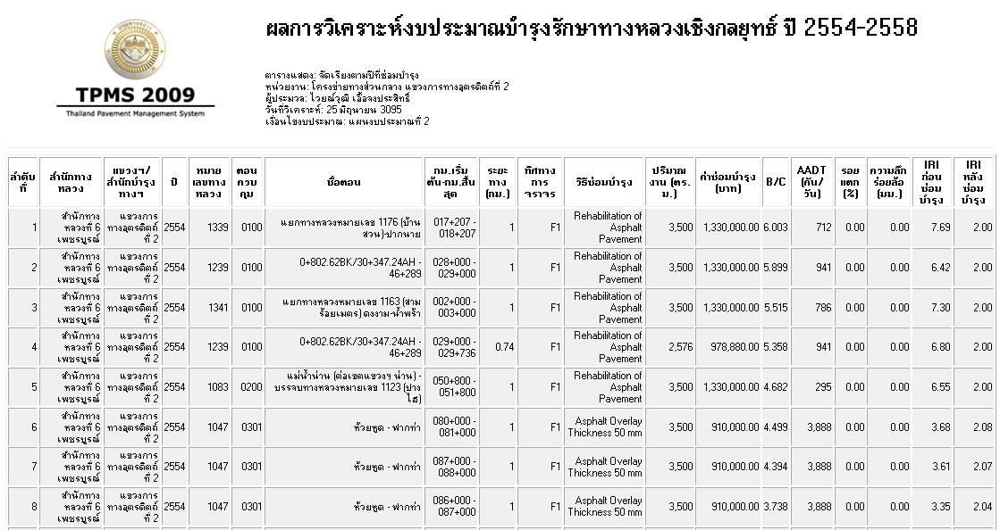 ผลการวิเคราะห์งบประมาณบำรุงรักษาทางหลวงเชิงกลยุทธ์ ปี 2554-2558
TPMS 2009
Thailand Pavement Management System
ตารางแสดง: จัดเรียงตามปีที่ซ่อมบำรุง
หน่วยงาน: โครงข่ายทางส่วนกลาง แขวงการทางอุตรดิตถ์ที่ 2
ผู้ประมวล: ไวยณ์วุฒิ เอื้อจงประสิทธิ์
วันที่วิเคราะห์: 25 มิถุนายน 3095
เงื่อนไขงบประมาณ: แผนงบประมาณที่ 2
ลำดับที่ สำนักทางหลวง แขวงฯ/สำนักบำรุงทางฯ ปี หมายเลขทางหลวง ตอนควบคุม ชื่อตอน กม.เริ่มต้น-กม.สิ้นสุด ระยะทาง (กม.) ทิศทางการจราจร วิธีซ่อมบำรุง ปริมาณงาน (ตร.ม.) ค่าซ่อมบำรุง (บาท) B/C AADT (คัน/วัน) รอยแตก (%) ความลึกร่องล้อ (มม.) IRI ก่อนซ่อมบำรุง IRI หลังซ่อมบำรุง
1 สำนักทางหลวงที่ 6 เพชรบูรณ์ แขวงการทางอุตรดิตถ์ที่ 2 2554 1339 0100 แยกทางหลวงหมายเลข 1176 (บ้านสวน)-ปากนาย 017+207 - 018+207 1 F1 Rehabilitation of Asphalt Pavement 3,500 1,330,000.00 6.003 712 0.00 0.00 7.69 2.00
2 สำนักทางหลวงที่ 6 เพชรบูรณ์ แขวงการทางอุตรดิตถ์ที่ 2 2554 1239 0100 0+802.62BK/30+347.24AH - 46+289 028+000 - 029+000 1 F1 Rehabilitation of Asphalt Pavement 3,500 1,330,000.00 5.899 941 0.00 0.00 6.42 2.00
3 สำนักทางหลวงที่ 6 เพชรบูรณ์ แขวงการทางอุตรดิตถ์ที่ 2 2554 1341 0100 แยกทางหลวงหมายเลข 1163 (สามร้อยเมตร) ดงงาม-น้ำพร้า 002+000 - 003+000 1 F1 Rehabilitation of Asphalt Pavement 3,500 1,330,000.00 5.515 786 0.00 0.00 7.30 2.00
4 สำนักทางหลวงที่ 6 เพชรบูรณ์ แขวงการทางอุตรดิตถ์ที่ 2 2554 1239 0100 0+802.62BK/30+347.24AH - 46+289 029+000 - 029+736 0.74 F1 Rehabilitation of Asphalt Pavement 2,576 978,880.00 5.358 941 0.00 0.00 6.80 2.00
5 สำนักทางหลวงที่ 6 เพชรบูรณ์ แขวงการทางอุตรดิตถ์ที่ 2 2554 1083 0200 แม่น้ำน่าน (ต่อเขตแขวงฯ น่าน) - บรรจบทางหลวงหมายเลข 1123 (ปางไฮ) 050+800 - 051+800 1 F1 Rehabilitation of Asphalt Pavement 3,500 1,330,000.00 4.682 295 0.00 0.00 6.55 2.00
6 สำนักทางหลวงที่ 6 เพชรบูรณ์ แขวงการทางอุตรดิตถ์ที่ 2 2554 1047 0301 ห้วยหูด - ฟากท่า 080+000 - 081+000 1 F1 Asphalt Overlay Thickness 50 mm 3,500 910,000.00 4.499 3,888 0.00 0.00 3.68 2.08
7 สำนักทางหลวงที่ 6 เพชรบูรณ์ แขวงการทางอุตรดิตถ์ที่ 2 2554 1047 0301 ห้วยหูด - ฟากท่า 087+000 - 088+000 1 F1 Asphalt Overlay Thickness 50 mm 3,500 910,000.00 4.394 3,888 0.00 0.00 3.61 2.07
8 สำนักทางหลวงที่ 6 เพชรบูรณ์ แขวงการทางอุตรดิตถ์ที่ 2 2554 1047 0301 ห้วยหูด - ฟากท่า 086+000 - 087+000 1 F1 Asphalt Overlay Thickness 50 mm 3,500 910,000.00 3.738 3,888 0.00 0.00 3.35 2.04